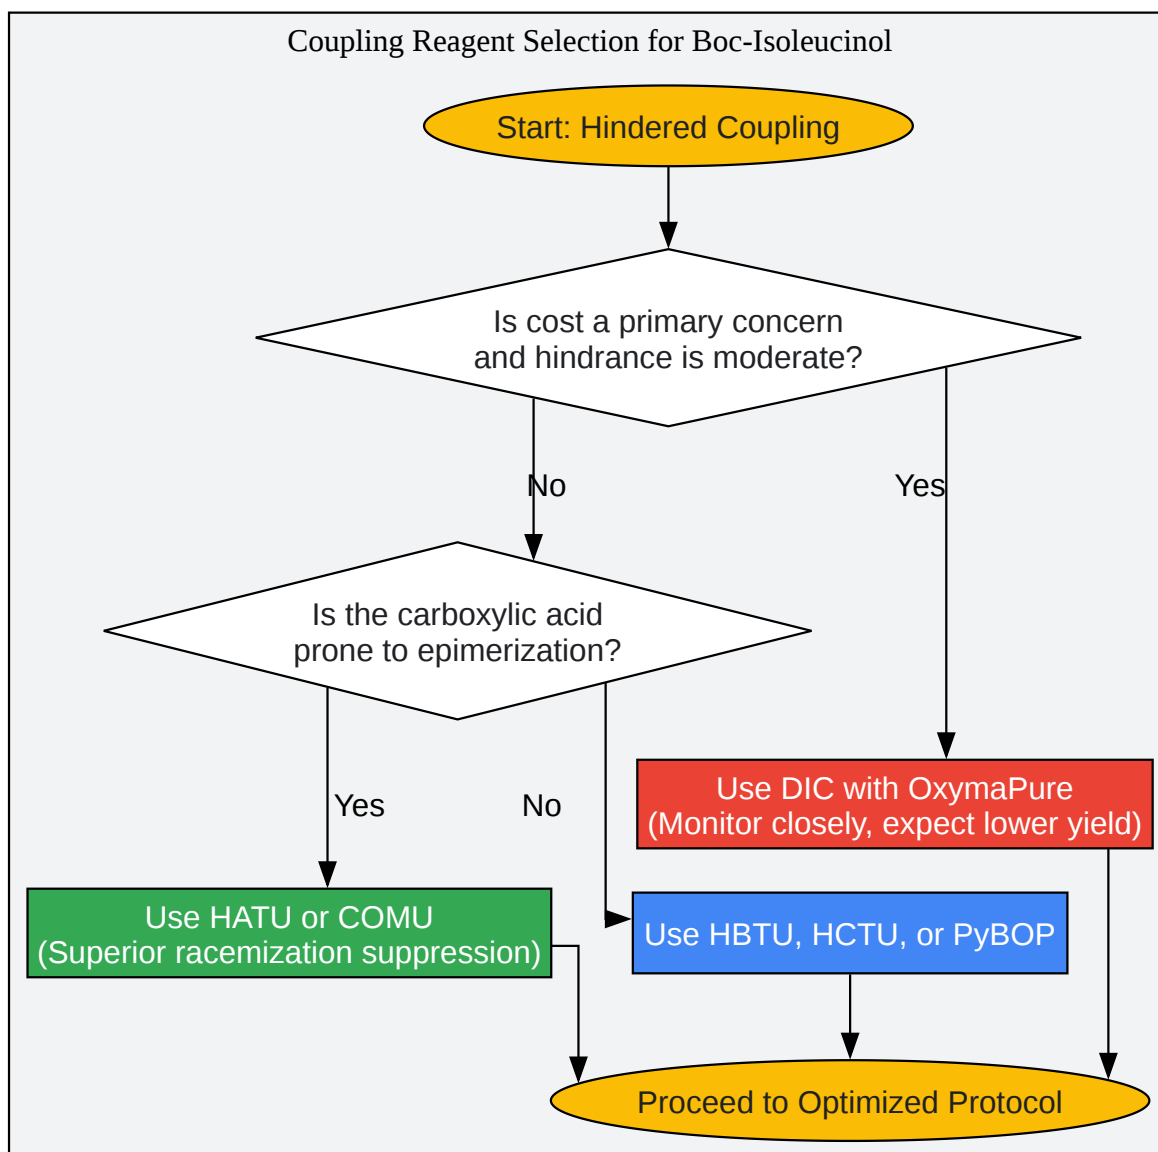 Coupling Reagent Selection for Boc-Isoleucinol
Start: Hindered Coupling
Is cost a primary concern
and hindrance is moderate?
No
Yes
Is the carboxylic acid
prone to epimerization?
Yes
No
Use DIC with OxymaPure
(Monitor closely, expect lower yield)
Use HATU or COMU
(Superior racemization suppression)
Use HBTU, HCTU, or PyBOP
Proceed to Optimized Protocol